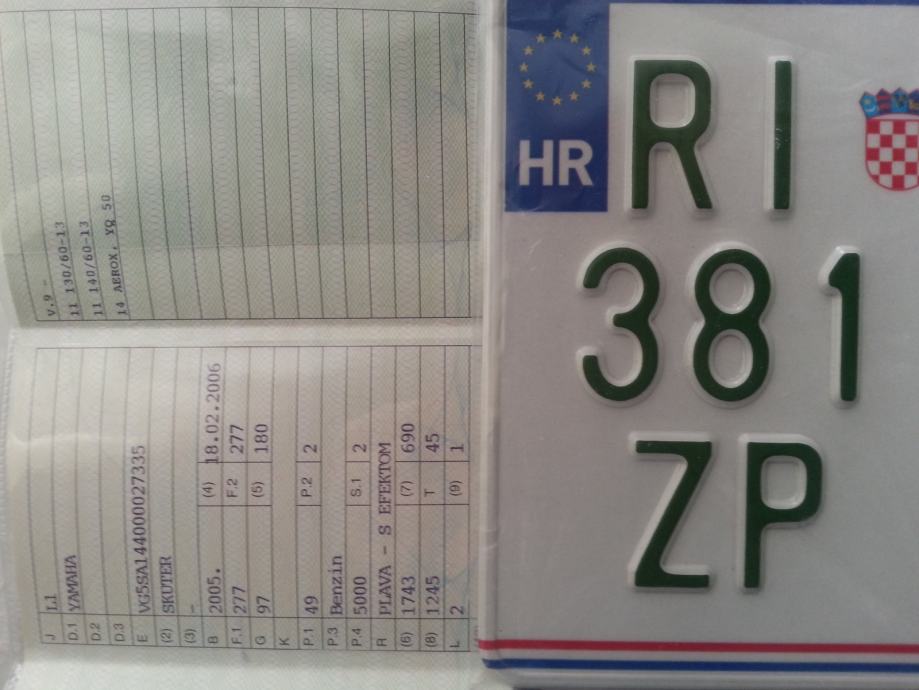 J L1
D.1 YAMAHA
D.2
D.3
E VG5SA144000027335
(2) SKUTER
(3) -
B 2005. (4) 18.02.2006
F.1 277 F.2 277
G 97 (5) 180
K
P.1 49 P.2 2
P.3 Benzin
P.4 5000 S.1 2
R PLAVA - S EFEKTOM
(6) 1743 (7) 690
(8) 1245 T 45
L 2 (9) 1
V.9 -
11 130/60-13
11 140/60-13
14 AEROX, YQ 50
HR
RI
381
ZP